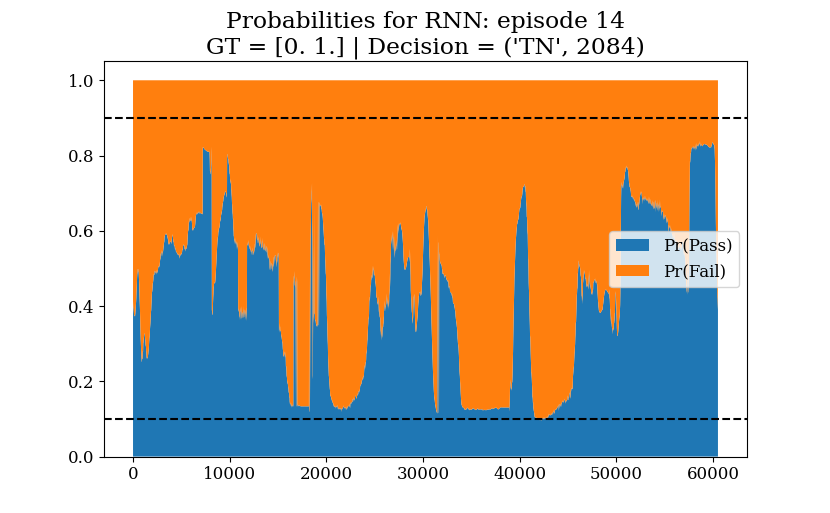 Probabilities for RNN: episode 14
GT = [0. 1.] | Decision = ('TN', 2084)
1.0
0.8
0.6
0.4
0.2
0.0
Pr(Pass)
Pr(Fail)
0 10000 20000 30000 40000 50000 60000